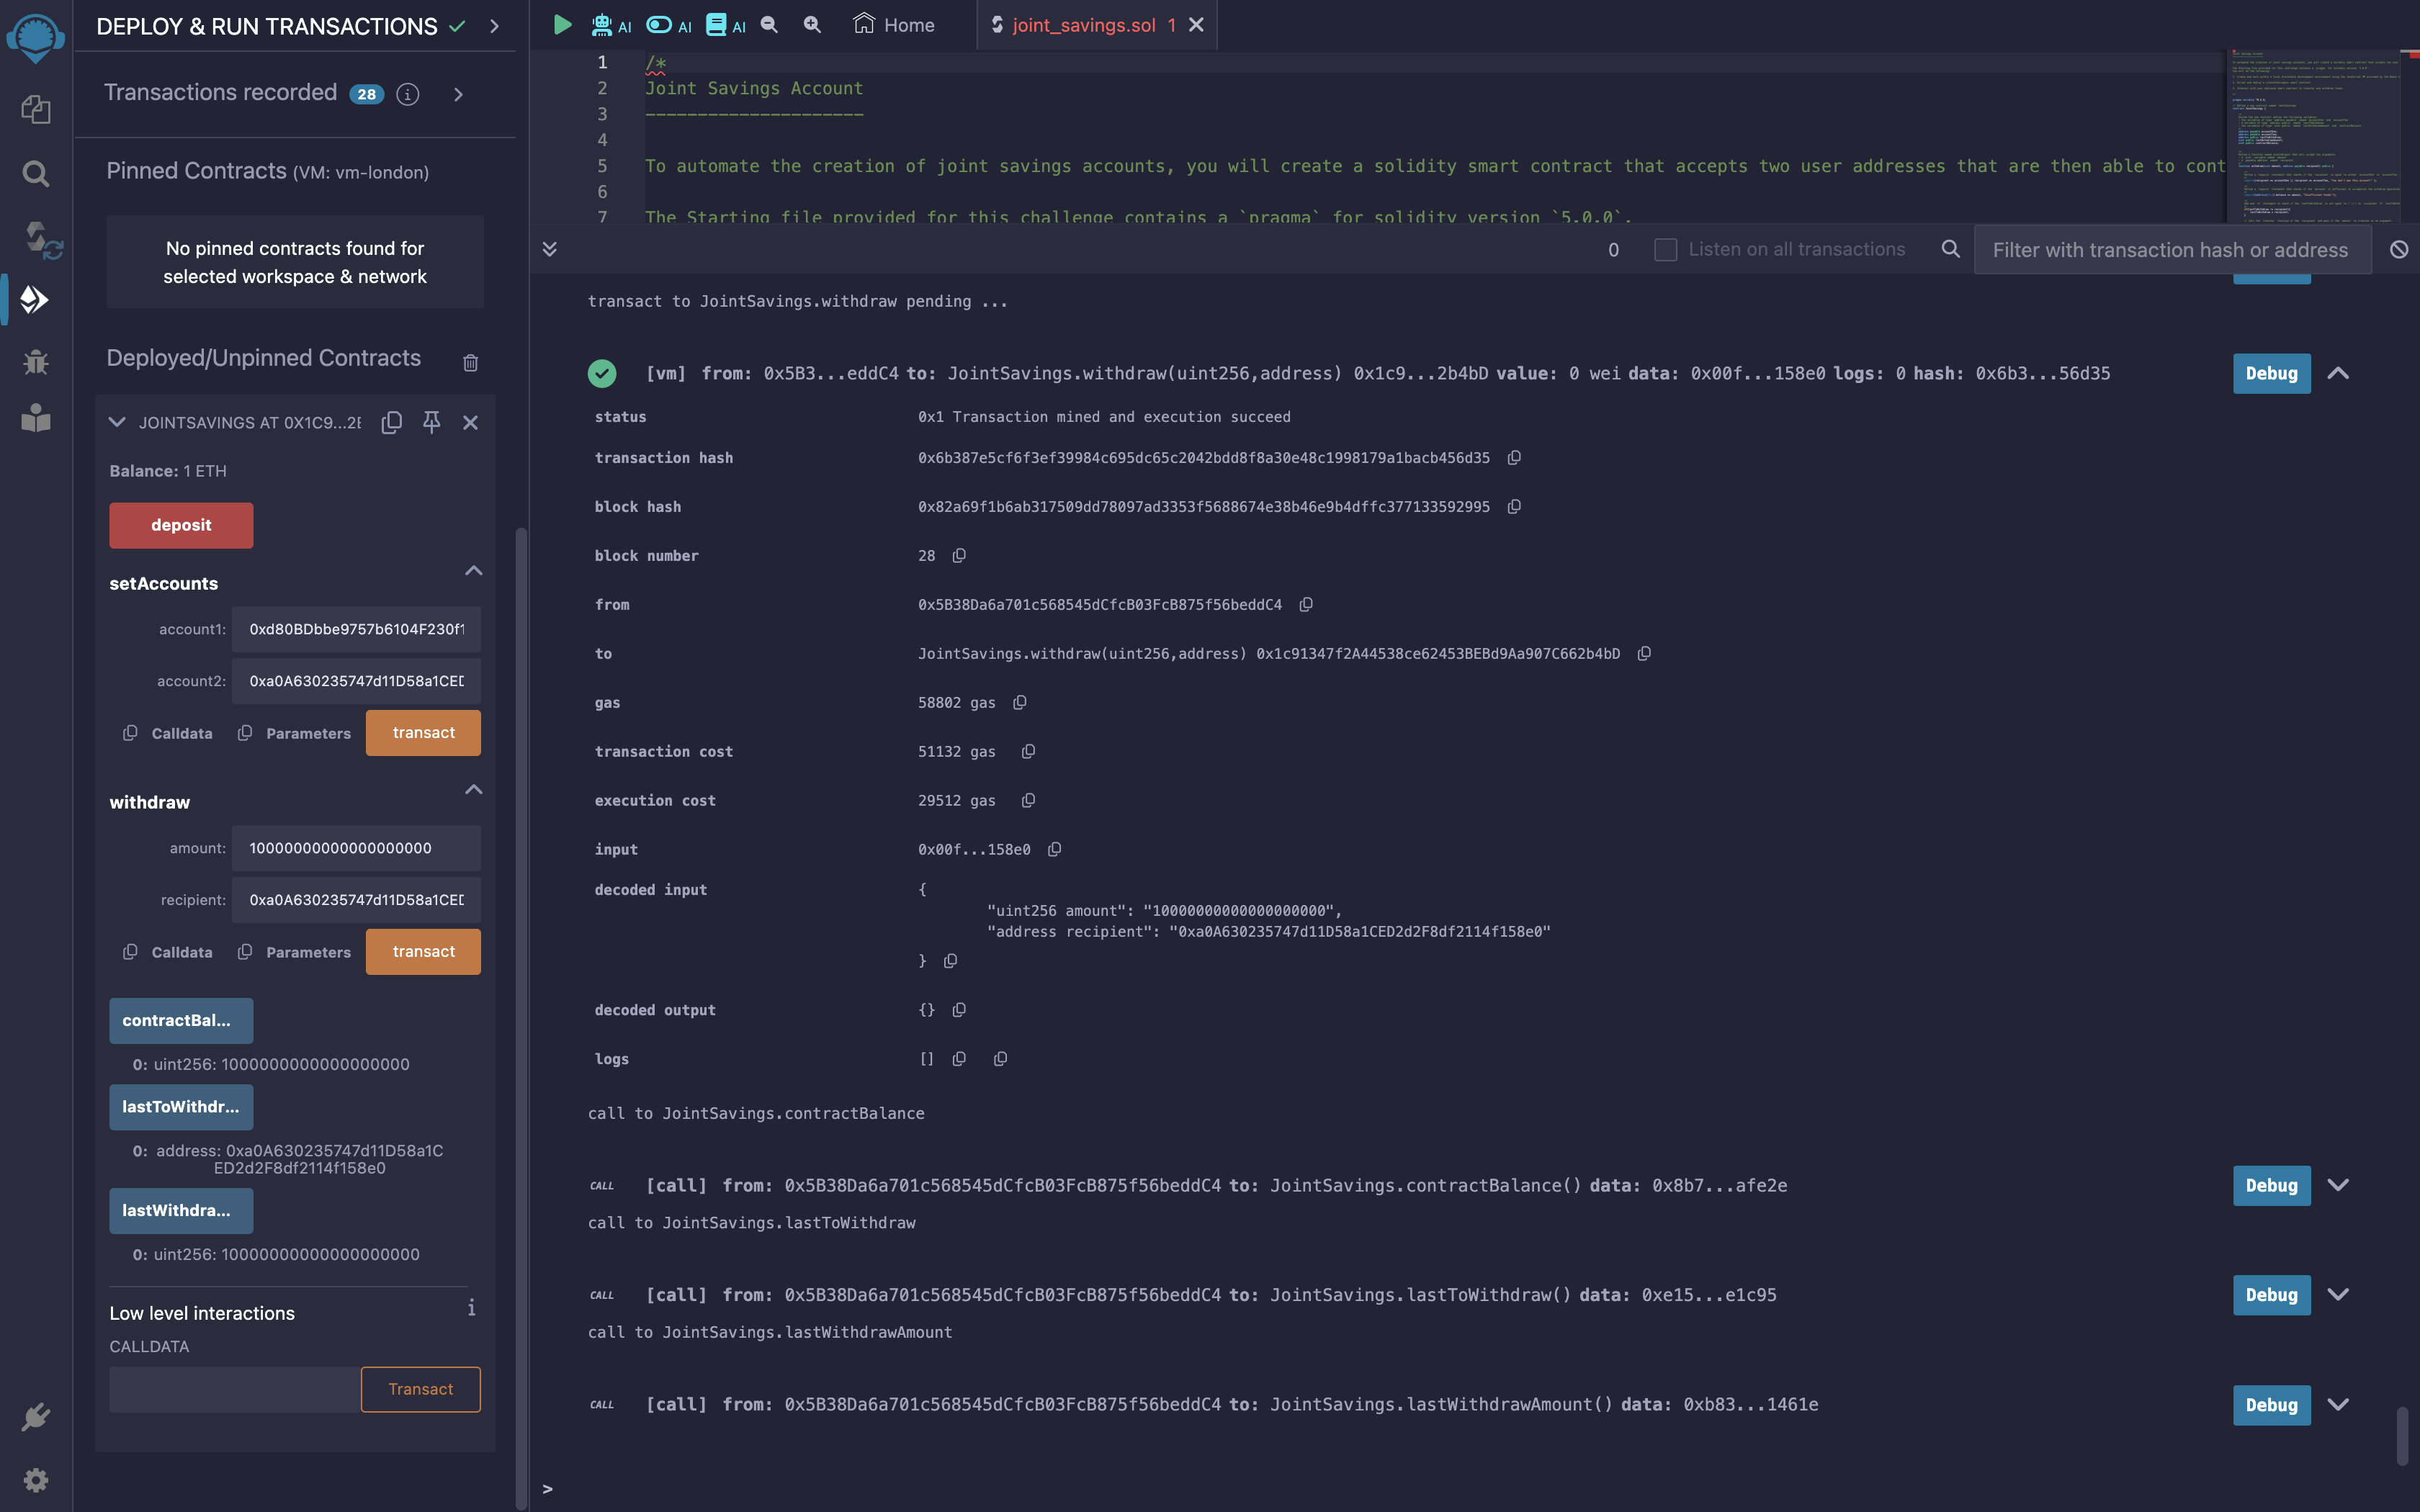 DEPLOY & RUN TRANSACTIONS
Transactions recorded 28
Pinned Contracts (VM: vm-london)
No pinned contracts found for
selected workspace & network
Deployed/Unpinned Contracts
JOINTSAVINGS AT 0X1C9...2B
Balance: 1 ETH
deposit
setAccounts
account1: 0xd80BDbbe9757b6104F230f1
account2: 0xa0A630235747d11D58a1CED
Calldata Parameters transact
withdraw
amount: 10000000000000000000
recipient: 0xa0A630235747d11D58a1CED
Calldata Parameters transact
contractBal...
0: uint256: 1000000000000000000
lastToWithdr...
0: address: 0xa0A630235747d11D58a1C
ED2d2F8df2114f158e0
lastWithdra...
0: uint256: 10000000000000000000
Low level interactions
i
CALLDATA
Transact
AI AI AI Home joint_savings.sol 1
1 /*
2 Joint Savings Account
3 ---------------------
4
5 To automate the creation of joint savings accounts, you will create a solidity smart contract that accepts two user addresses that are then able to cont
6
7 The Starting file provided for this challenge contains a `pragma` for solidity version `5.0.0`.
0 Listen on all transactions Filter with transaction hash or address
transact to JointSavings.withdraw pending ...
[vm] from: 0x5B3...eddC4 to: JointSavings.withdraw(uint256,address) 0x1c9...2b4bD value: 0 wei data: 0x00f...158e0 logs: 0 hash: 0x6b3...56d35 Debug
status 0x1 Transaction mined and execution succeed
transaction hash 0x6b387e5cf6f3ef39984c695dc65c2042bdd8f8a30e48c1998179a1bacb456d35
block hash 0x82a69f1b6ab317509dd78097ad3353f5688674e38b46e9b4dffc377133592995
block number 28
from 0x5B38Da6a701c568545dCfcB03FcB875f56beddC4
to JointSavings.withdraw(uint256,address) 0x1c91347f2A44538ce62453BEBd9Aa907C662b4bD
gas 58802 gas
transaction cost 51132 gas
execution cost 29512 gas
input 0x00f...158e0
decoded input {
"uint256 amount": "10000000000000000000",
"address recipient": "0xa0A630235747d11D58a1CED2d2F8df2114f158e0"
}
decoded output {}
logs []
call to JointSavings.contractBalance
CALL [call] from: 0x5B38Da6a701c568545dCfcB03FcB875f56beddC4 to: JointSavings.contractBalance() data: 0x8b7...afe2e Debug
call to JointSavings.lastToWithdraw
CALL [call] from: 0x5B38Da6a701c568545dCfcB03FcB875f56beddC4 to: JointSavings.lastToWithdraw() data: 0xe15...e1c95 Debug
call to JointSavings.lastWithdrawAmount
CALL [call] from: 0x5B38Da6a701c568545dCfcB03FcB875f56beddC4 to: JointSavings.lastWithdrawAmount() data: 0xb83...1461e Debug
>